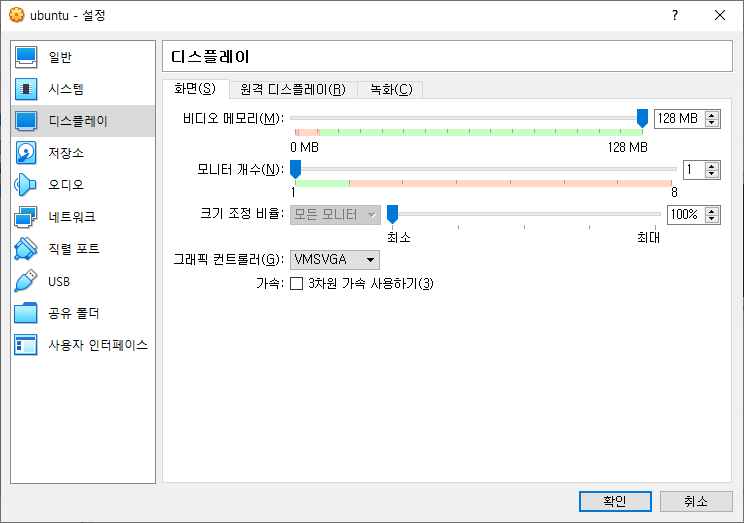 ubuntu - 설정
일반
시스템
디스플레이
저장소
오디오
네트워크
직렬 포트
USB
공유 폴더
사용자 인터페이스
디스플레이
화면(S) 원격 디스플레이(R) 녹화(C)
비디오 메모리(M): 128 MB
0 MB 128 MB
모니터 개수(N): 1
1 8
크기 조정 비율: 모든 모니터 100%
최소 최대
그래픽 컨트롤러(G): VMSVGA
가속: 3차원 가속 사용하기(3)
확인 취소